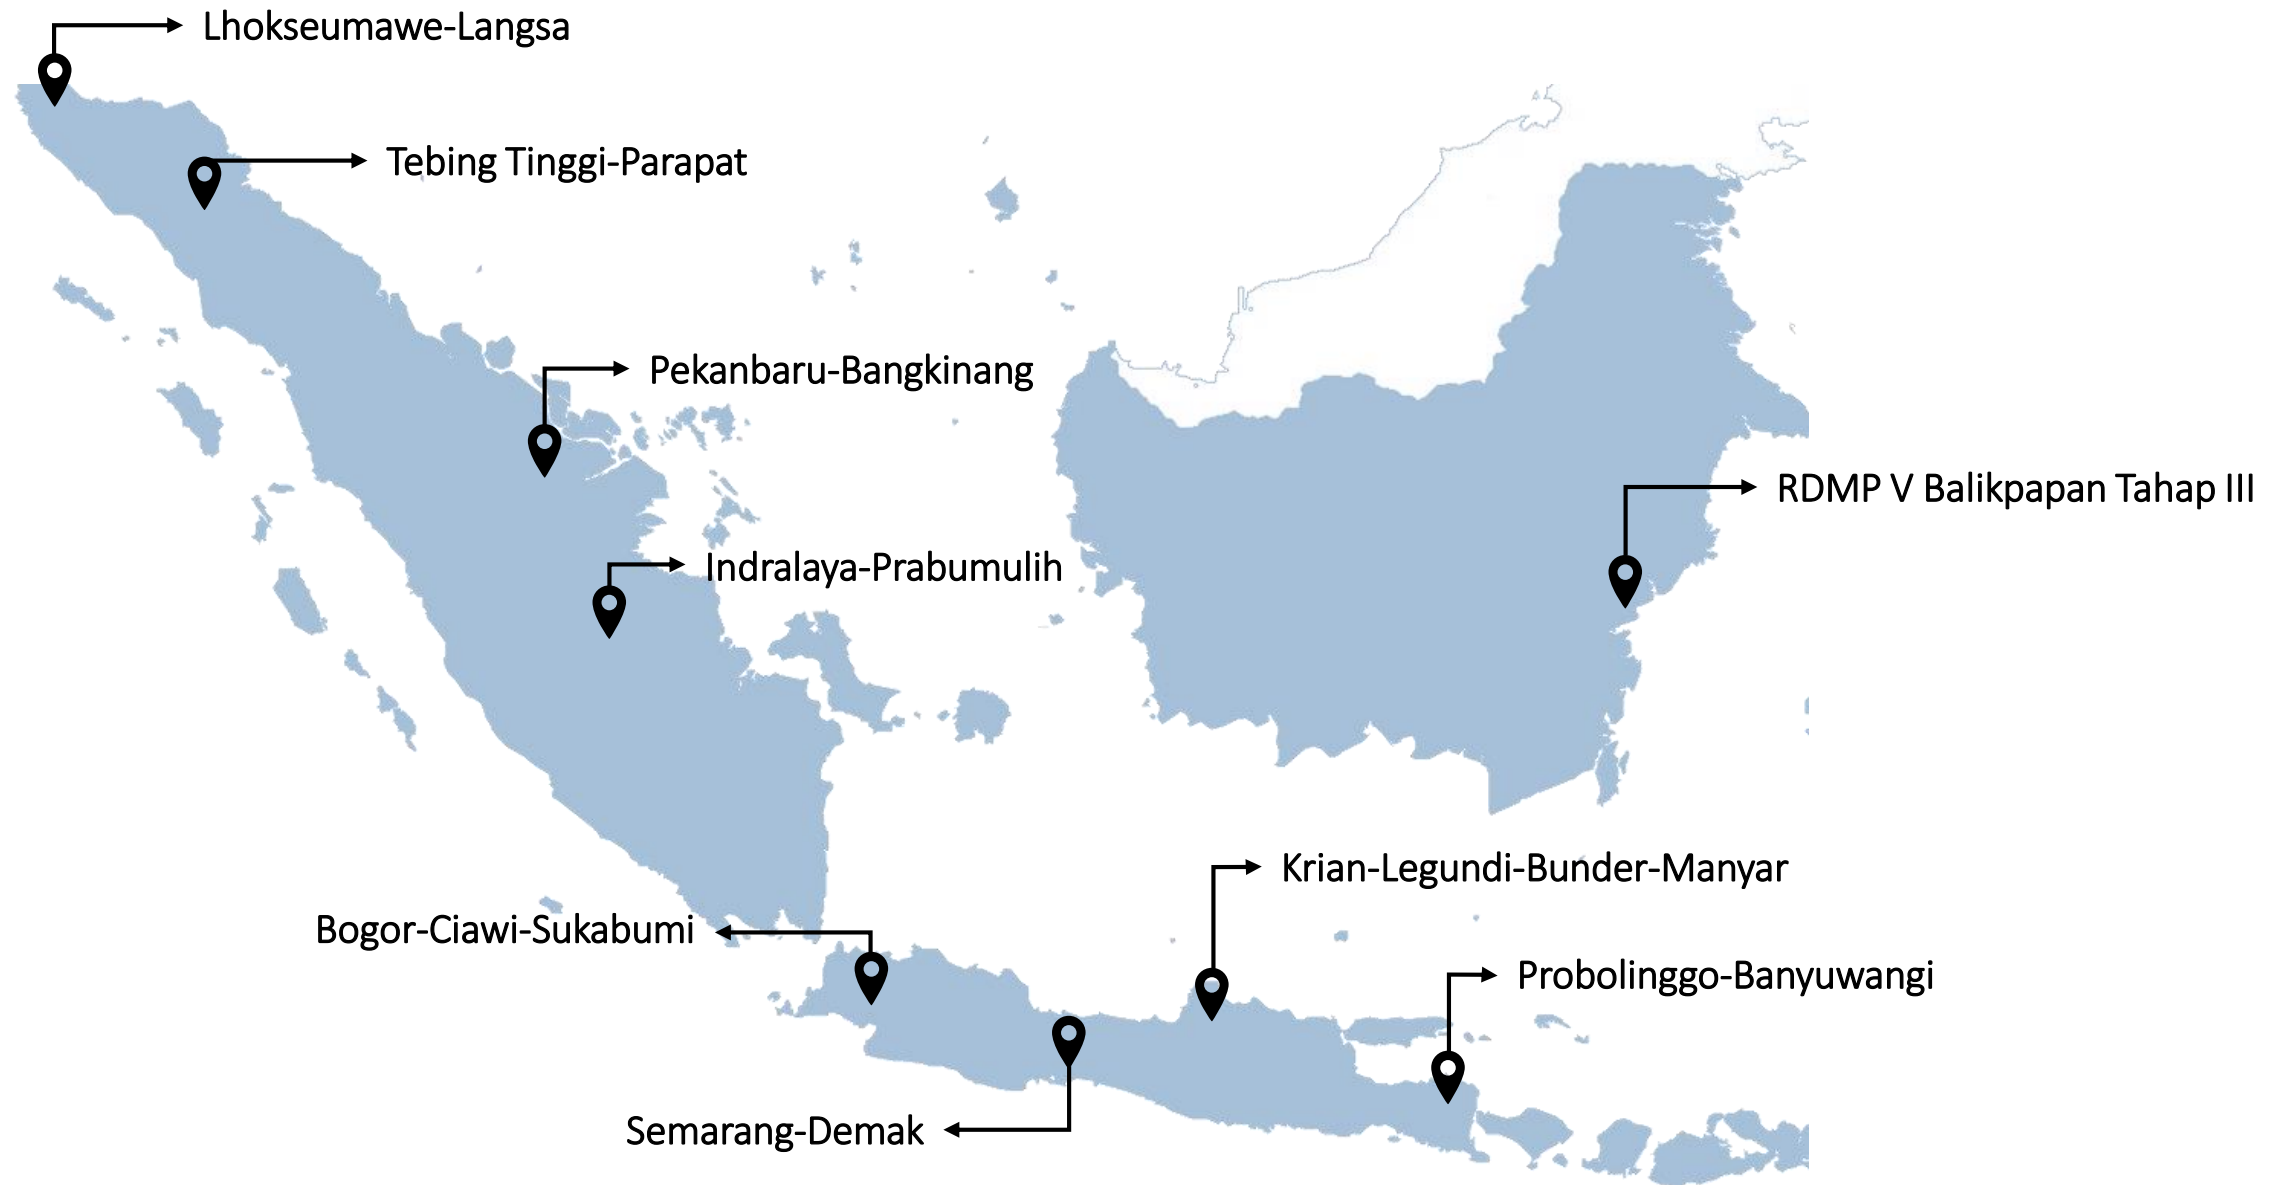 Lhokseumawe-Langsa
Tebing Tinggi-Parapat
Pekanbaru-Bangkinang
RDMP V Balikpapan Tahap III
Indralaya-Prabumulih
Krian-Legundi-Bunder-Manyar
Bogor-Ciawi-Sukabumi
Probolinggo-Banyuwangi
Semarang-Demak